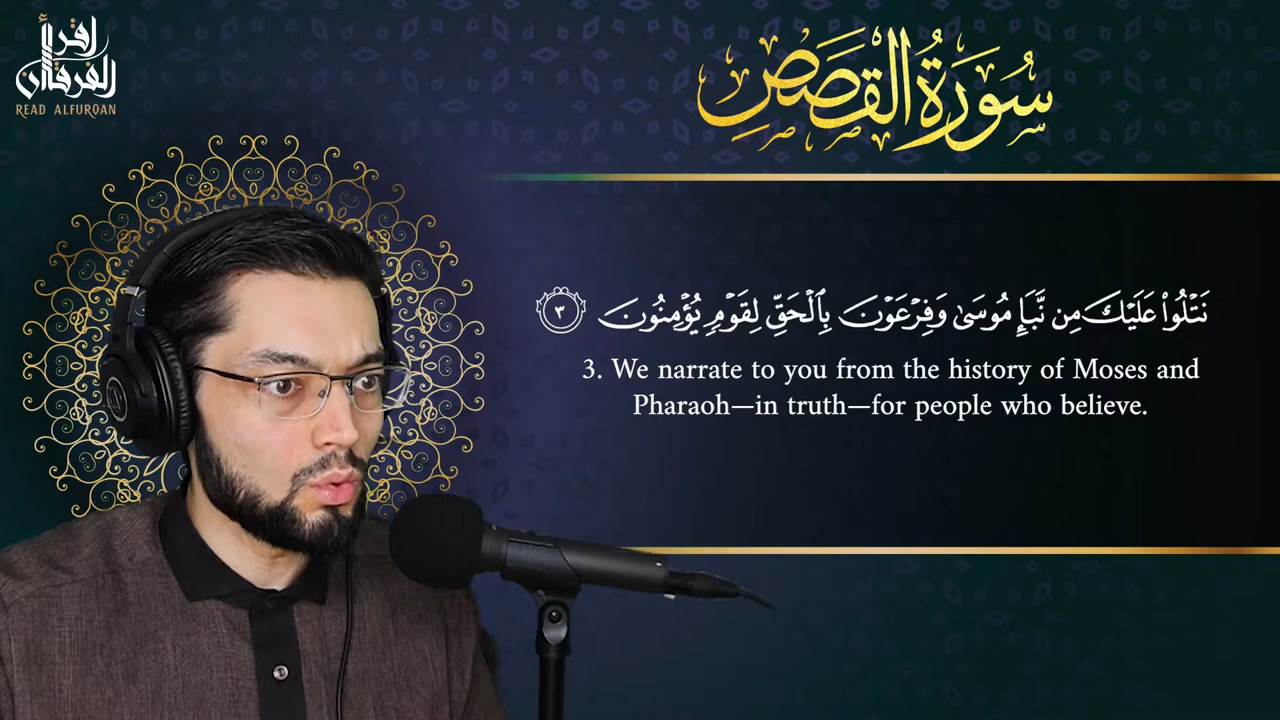 اقرأ
الفرقان
READ ALFURQAN
سُورَةُ القَصَصِ
نَتْلُوا۟ عَلَيْكَ مِن نَّبَإِ مُوسَىٰ وَفِرْعَوْنَ بِٱلْحَقِّ لِقَوْمٍ يُؤْمِنُونَ ٣
3. We narrate to you from the history of Moses and
Pharaoh—in truth—for people who believe.